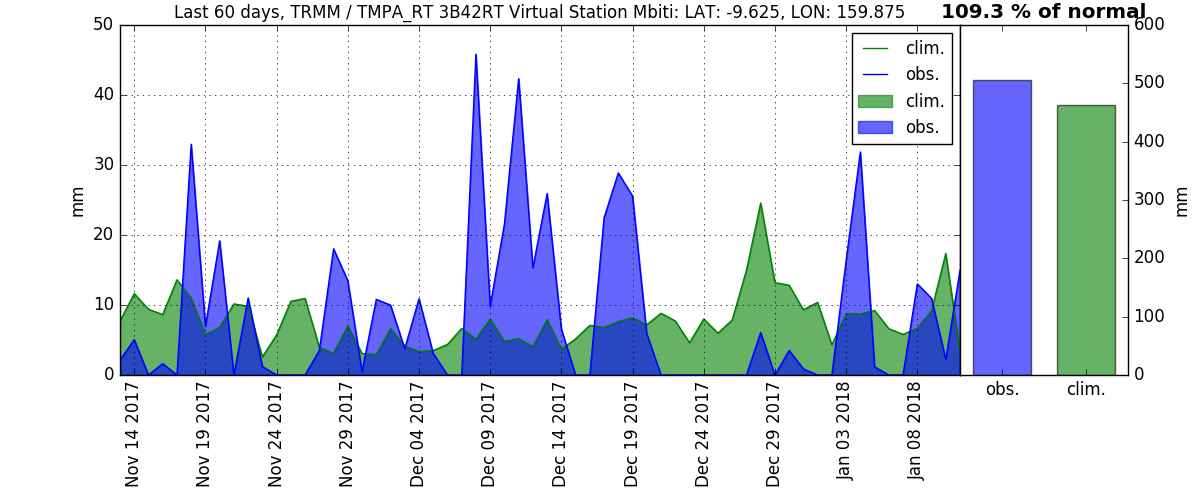 Last 60 days, TRMM / TMPA_RT 3B42RT Virtual Station Mbiti: LAT: -9.625, LON: 159.875
109.3 % of normal
50
40
30
20
10
0
mm
clim.
obs.
clim.
obs.
600
500
400
300
200
100
0
mm
obs.
clim.
Nov 14 2017
Nov 19 2017
Nov 24 2017
Nov 29 2017
Dec 04 2017
Dec 09 2017
Dec 14 2017
Dec 19 2017
Dec 24 2017
Dec 29 2017
Jan 03 2018
Jan 08 2018